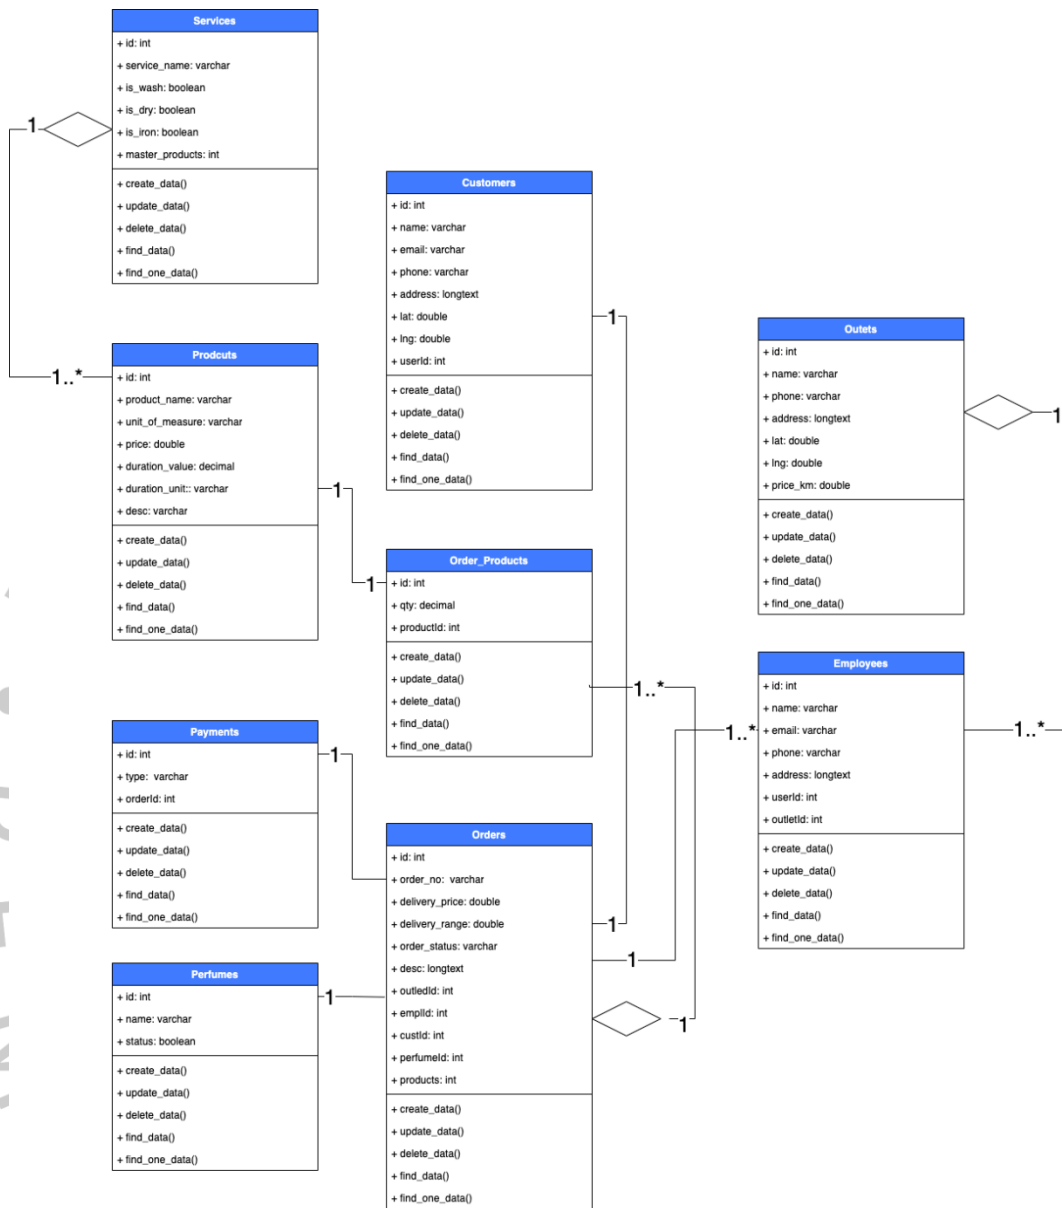 Services
+ id: int
+ service_name: varchar
+ is_wash: boolean
+ is_dry: boolean
+ is_iron: boolean
+ master_products: int
+ create_data()
+ update_data()
+ delete_data()
+ find_data()
+ find_one_data()
1
1..*
Prodcuts
+ id: int
+ product_name: varchar
+ unit_of_measure: varchar
+ price: double
+ duration_value: decimal
+ duration_unit:: varchar
+ desc: varchar
+ create_data()
+ update_data()
+ delete_data()
+ find_data()
+ find_one_data()
1
1
Payments
+ id: int
+ type: varchar
+ orderId: int
+ create_data()
+ update_data()
+ delete_data()
+ find_data()
+ find_one_data()
1
Perfumes
+ id: int
+ name: varchar
+ status: boolean
+ create_data()
+ update_data()
+ delete_data()
+ find_data()
+ find_one_data()
1
Customers
+ id: int
+ name: varchar
+ email: varchar
+ phone: varchar
+ address: longtext
+ lat: double
+ lng: double
+ userId: int
+ create_data()
+ update_data()
+ delete_data()
+ find_data()
+ find_one_data()
1
Order_Products
+ id: int
+ qty: decimal
+ productId: int
+ create_data()
+ update_data()
+ delete_data()
+ find_data()
+ find_one_data()
1..*
Orders
+ id: int
+ order_no: varchar
+ delivery_price: double
+ delivery_range: double
+ order_status: varchar
+ desc: longtext
+ outledId: int
+ emplId: int
+ custId: int
+ perfumeId: int
+ products: int
+ create_data()
+ update_data()
+ delete_data()
+ find_data()
+ find_one_data()
1
1
1
Outets
+ id: int
+ name: varchar
+ phone: varchar
+ address: longtext
+ lat: double
+ lng: double
+ price_km: double
+ create_data()
+ update_data()
+ delete_data()
+ find_data()
+ find_one_data()
1
1..*
Employees
+ id: int
+ name: varchar
+ email: varchar
+ phone: varchar
+ address: longtext
+ userId: int
+ outletId: int
+ create_data()
+ update_data()
+ delete_data()
+ find_data()
+ find_one_data()
1..*